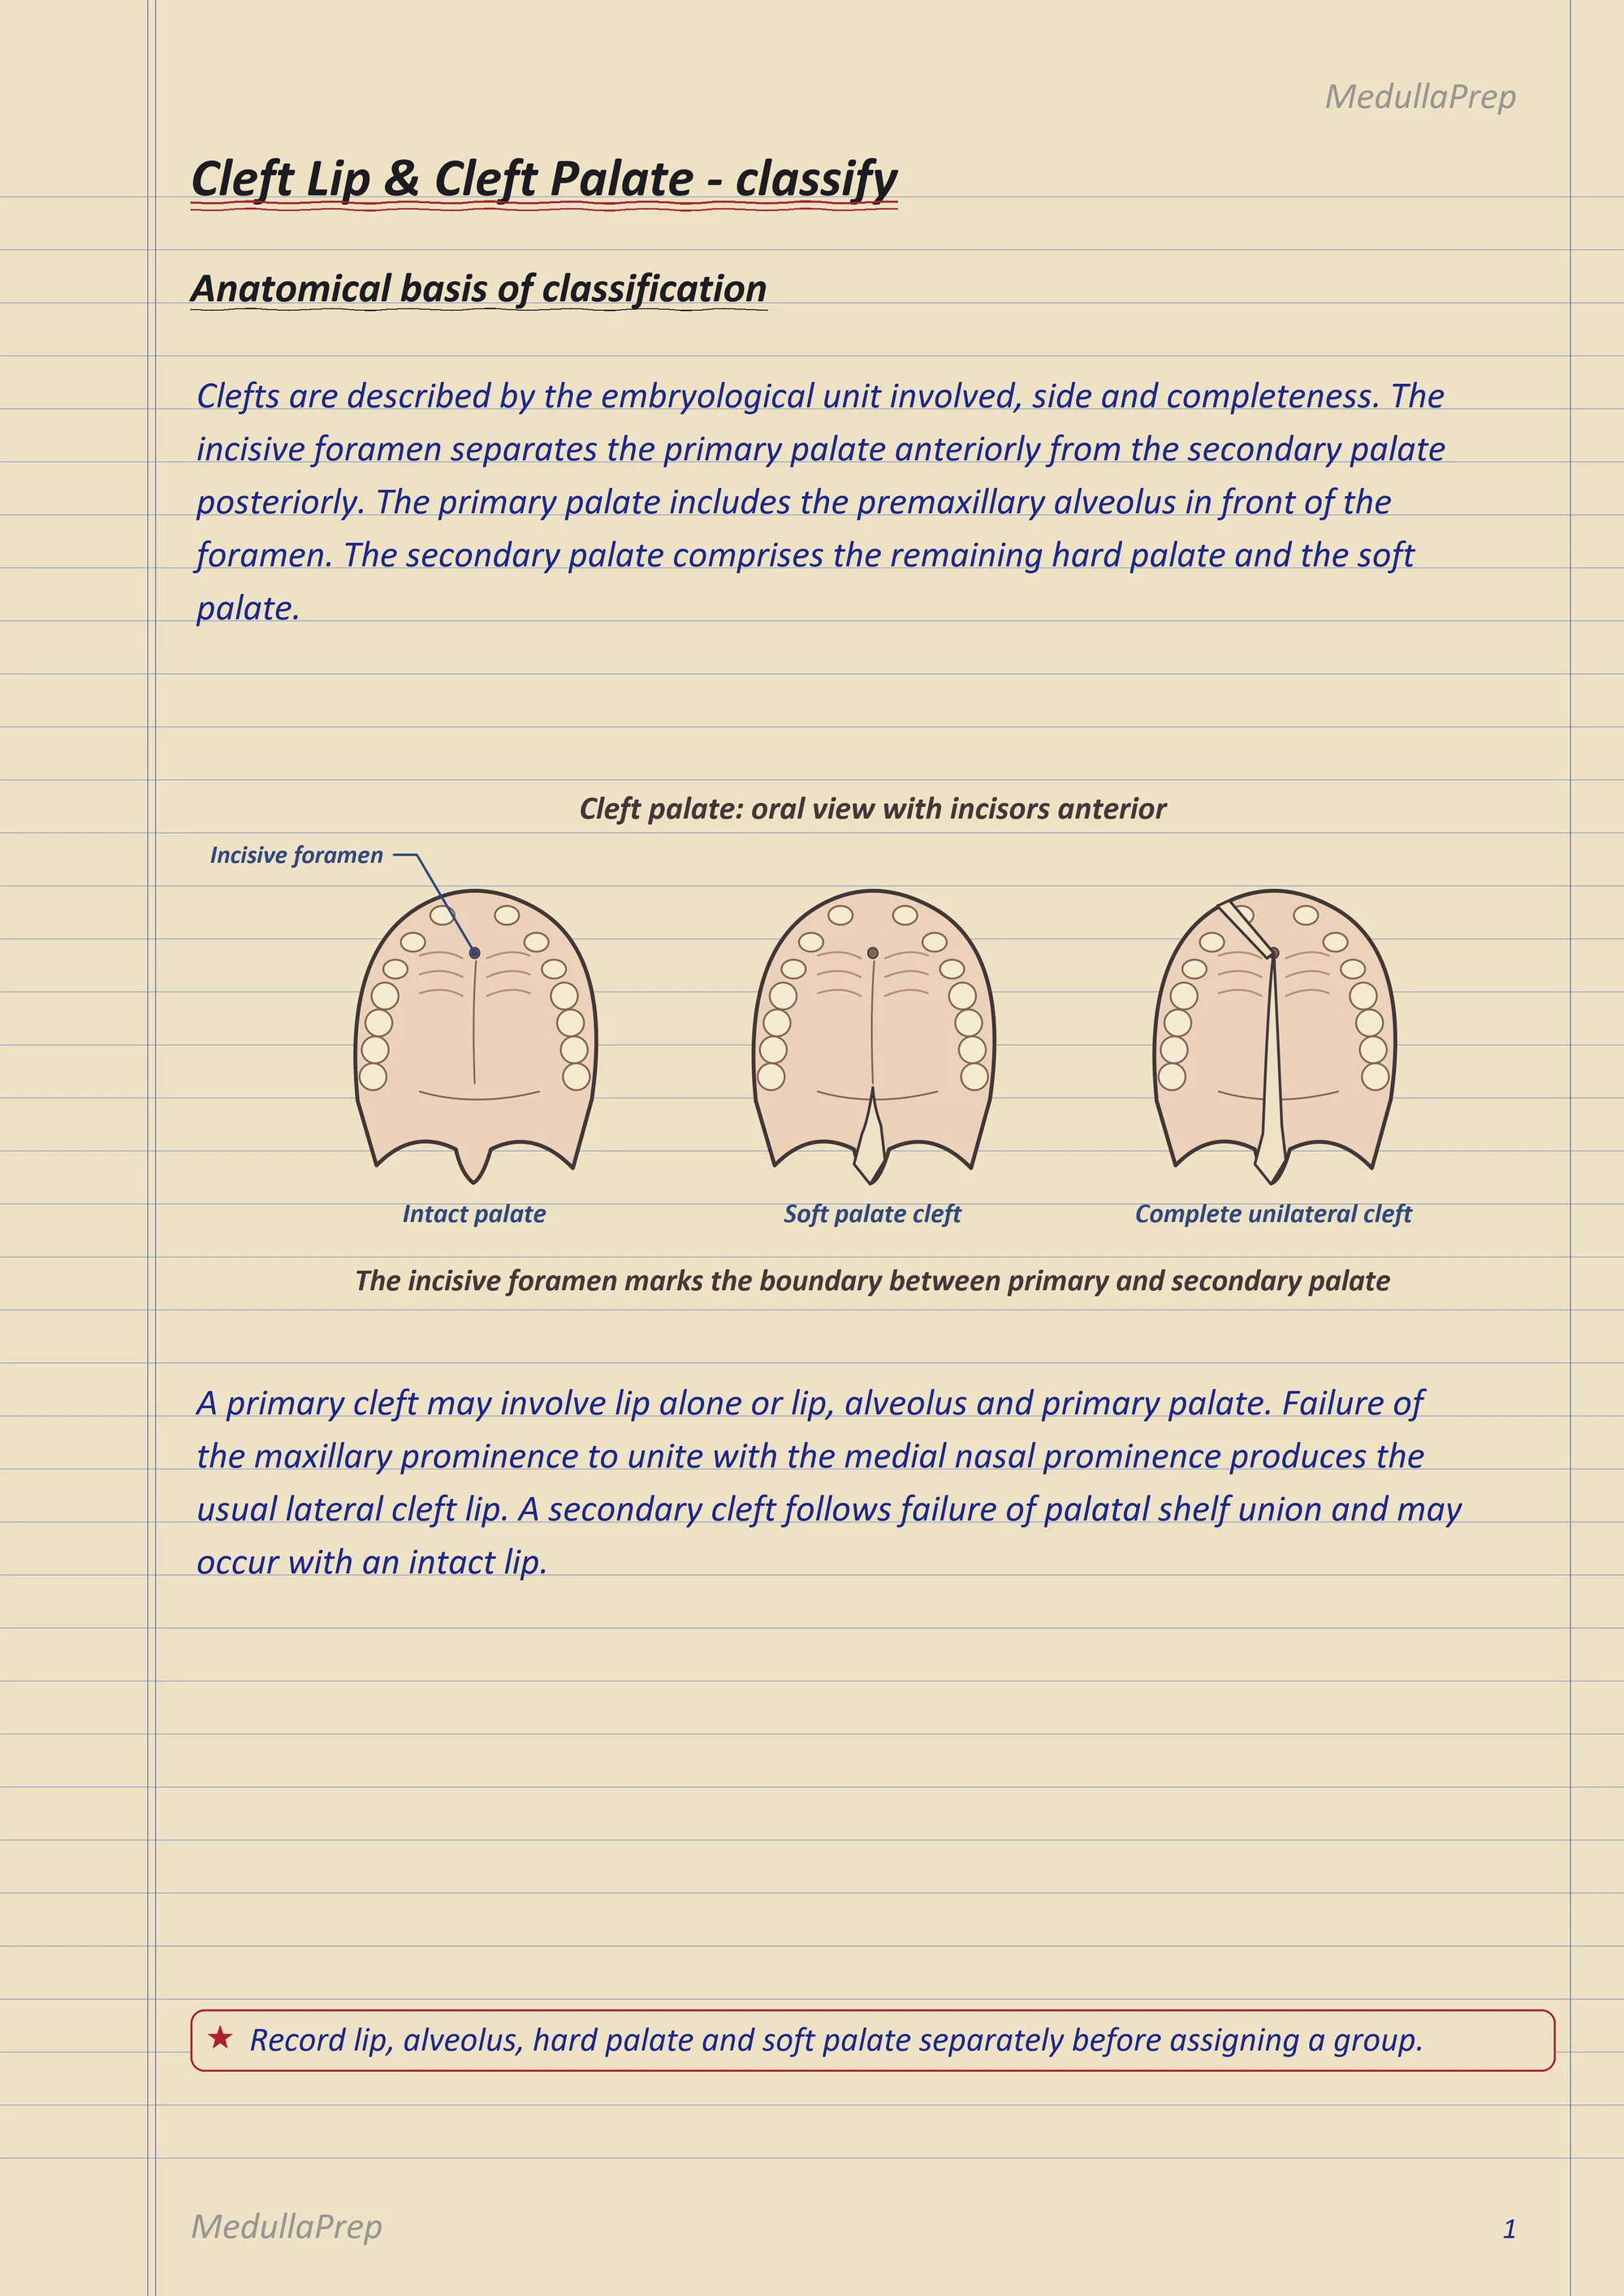 MedullaPrep
Cleft Lip & Cleft Palate - classify
Anatomical basis of classification
Clefts are described by the embryological unit involved, side and completeness. The
incisive foramen separates the primary palate anteriorly from the secondary palate
posteriorly. The primary palate includes the premaxillary alveolus in front of the
foramen. The secondary palate comprises the remaining hard palate and the soft
palate.
Cleft palate: oral view with incisors anterior
Incisive foramen
Intact palate
Soft palate cleft
Complete unilateral cleft
The incisive foramen marks the boundary between primary and secondary palate
A primary cleft may involve lip alone or lip, alveolus and primary palate. Failure of
the maxillary prominence to unite with the medial nasal prominence produces the
usual lateral cleft lip. A secondary cleft follows failure of palatal shelf union and may
occur with an intact lip.
★ Record lip, alveolus, hard palate and soft palate separately before assigning a group.
MedullaPrep
1